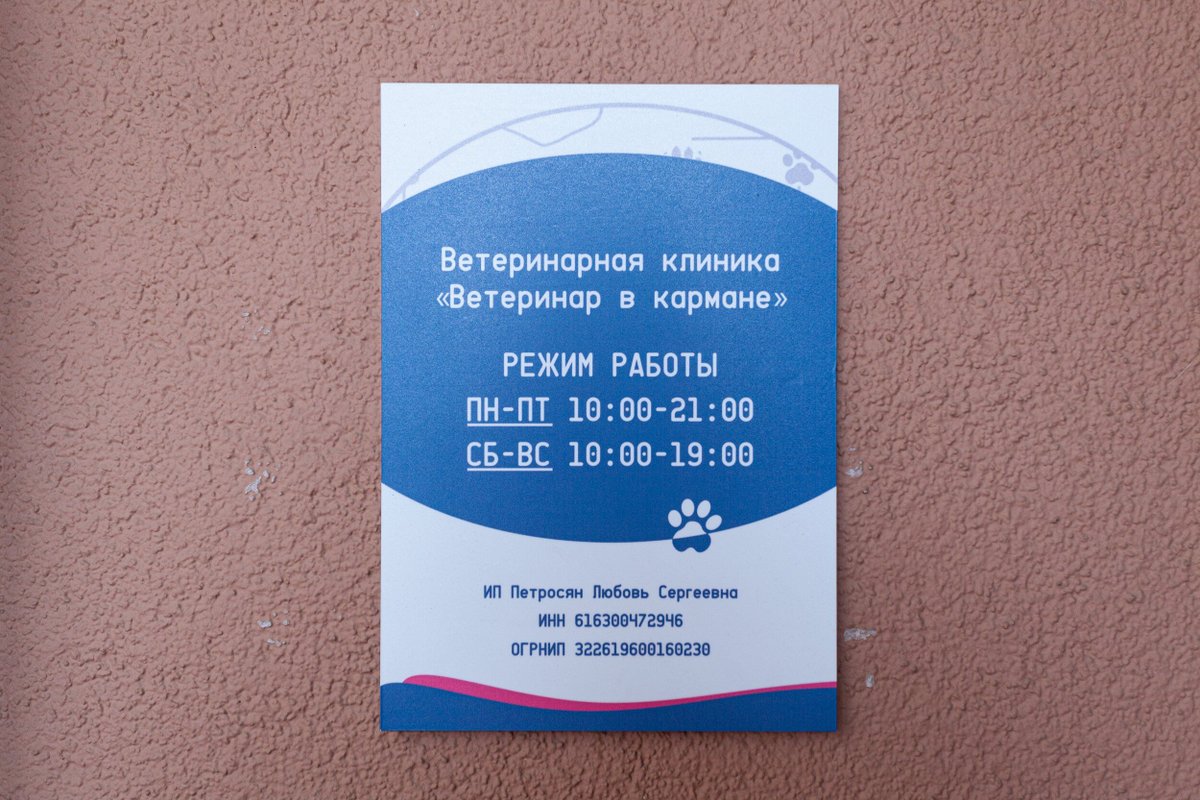 Ветеринарная клиника
«Ветеринар в кармане»
РЕЖИМ РАБОТЫ
ПН-ПТ 10:00-21:00
СБ-ВС 10:00-19:00
ИП Петросян Любовь Сергеевна
ИНН 616300472946
ОГРНИП 322619600160230